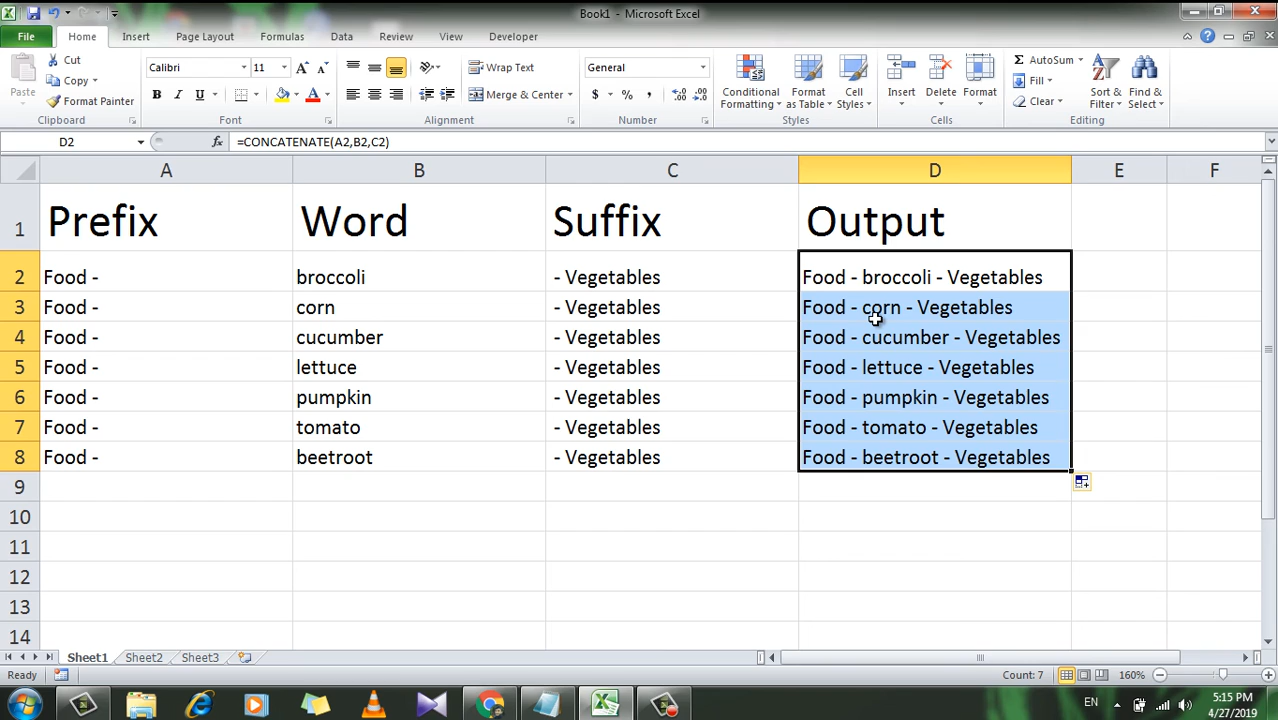 Book1 - Microsoft Excel
File Home Insert Page Layout Formulas Data Review View Developer
Paste
Cut
Copy
Format Painter
Clipboard
Calibri 11
B I U
Font
Wrap Text
Merge & Center
Alignment
General
$ % ,
Number
Conditional Formatting
Format as Table
Cell Styles
Styles
Insert Delete Format
Cells
AutoSum
Fill
Clear
Sort & Filter
Find & Select
Editing
D2 fx =CONCATENATE(A2,B2,C2)
A B C D E F
1 Prefix Word Suffix Output
2 Food - broccoli - Vegetables Food - broccoli - Vegetables
3 Food - corn - Vegetables Food - corn - Vegetables
4 Food - cucumber - Vegetables Food - cucumber - Vegetables
5 Food - lettuce - Vegetables Food - lettuce - Vegetables
6 Food - pumpkin - Vegetables Food - pumpkin - Vegetables
7 Food - tomato - Vegetables Food - tomato - Vegetables
8 Food - beetroot - Vegetables Food - beetroot - Vegetables
9
10
11
12
13
14
Sheet1 Sheet2 Sheet3
Ready Count: 7 160%
EN 5:15 PM
4/27/2019